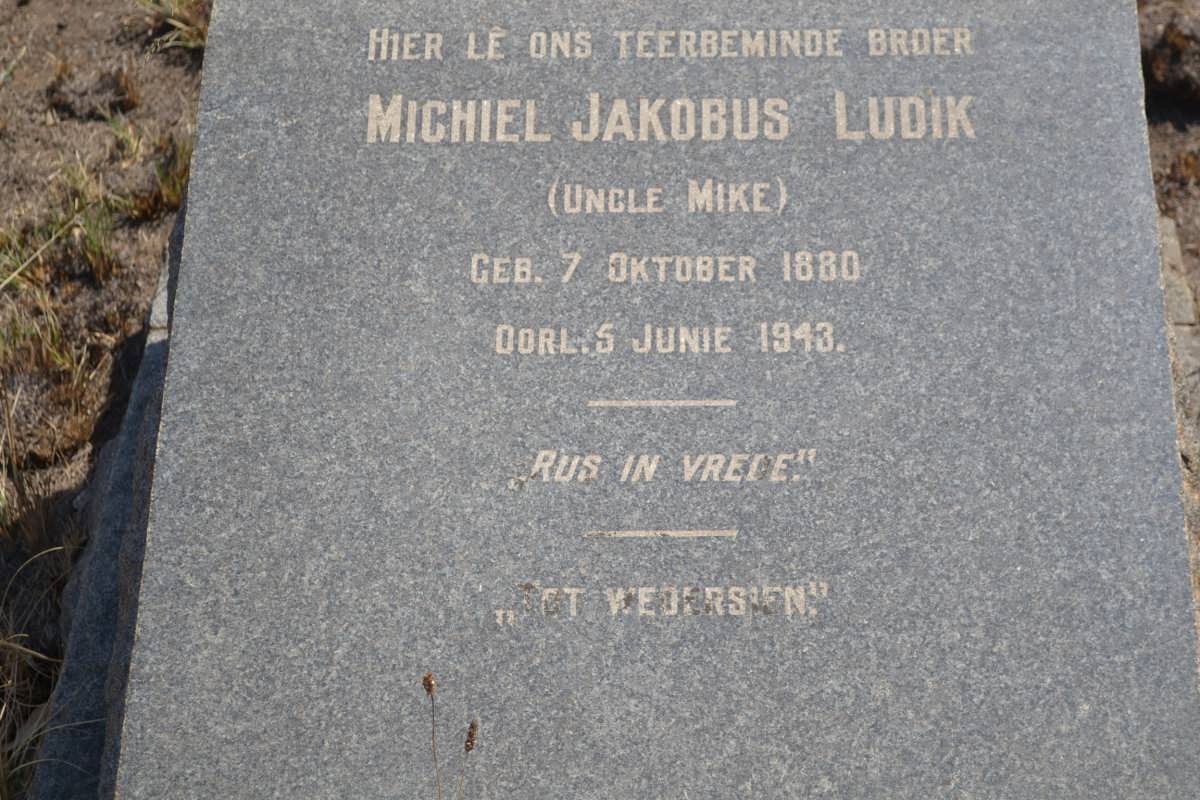 HIER LÊ ONS TEERBEMINDE BROER
MICHIEL JAKOBUS LUDIK
(UNCLE MIKE)
GEB. 7 OKTOBER 1880
OORL. 5 JUNIE 1943.
„RUS IN VREDE."
„TOT WEDERSIEN."